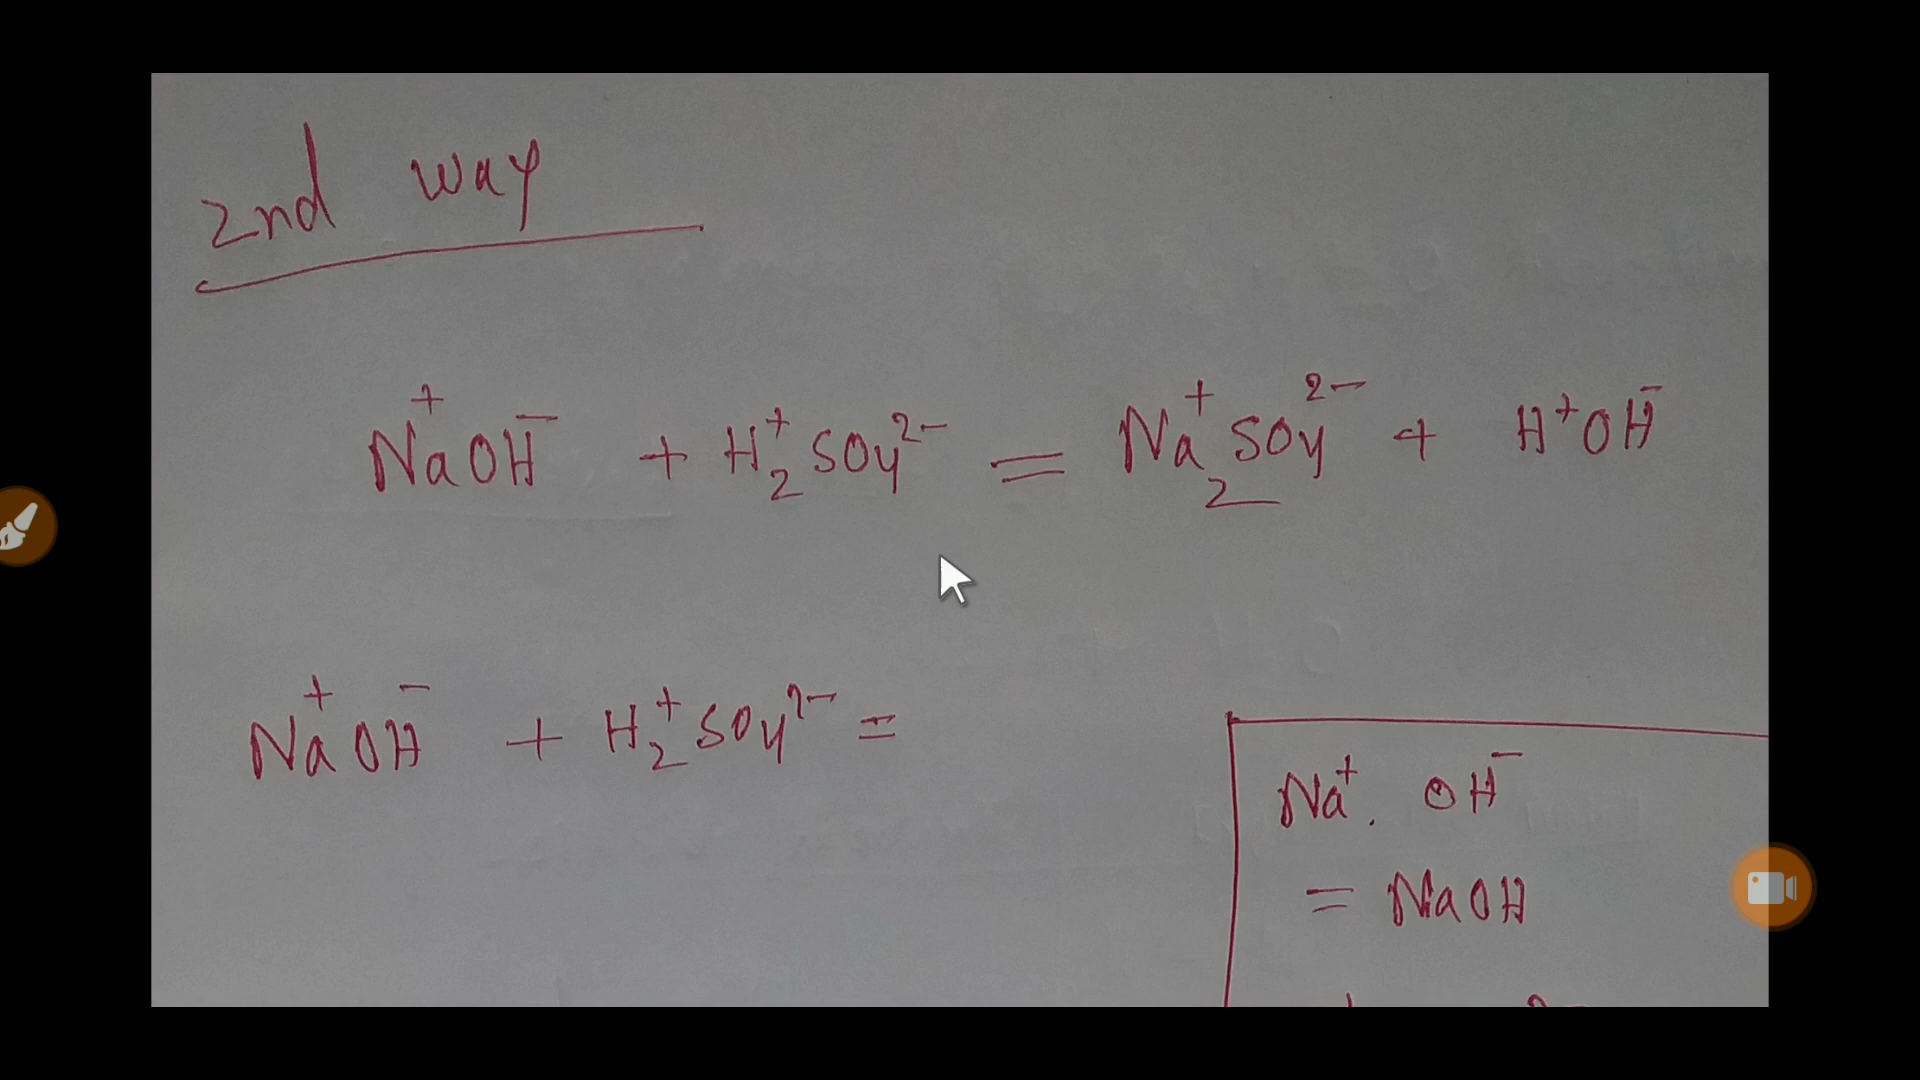 2nd way
Na⁺OH⁻ + H₂⁺SO₄²⁻ = Na₂⁺SO₄²⁻ + H⁺OH⁻
Na⁺OH⁻ + H₂⁺SO₄²⁻ =
Na⁺. OH⁻
= NaOH